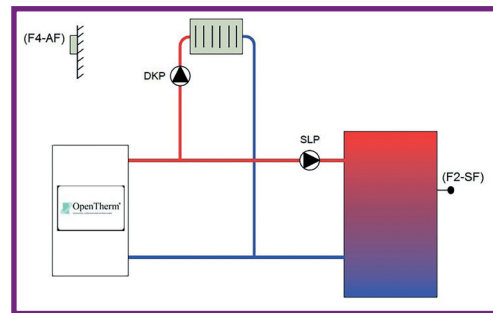 (F4-AF)
DKP
SLP
(F2-SF)
OpenTherm®